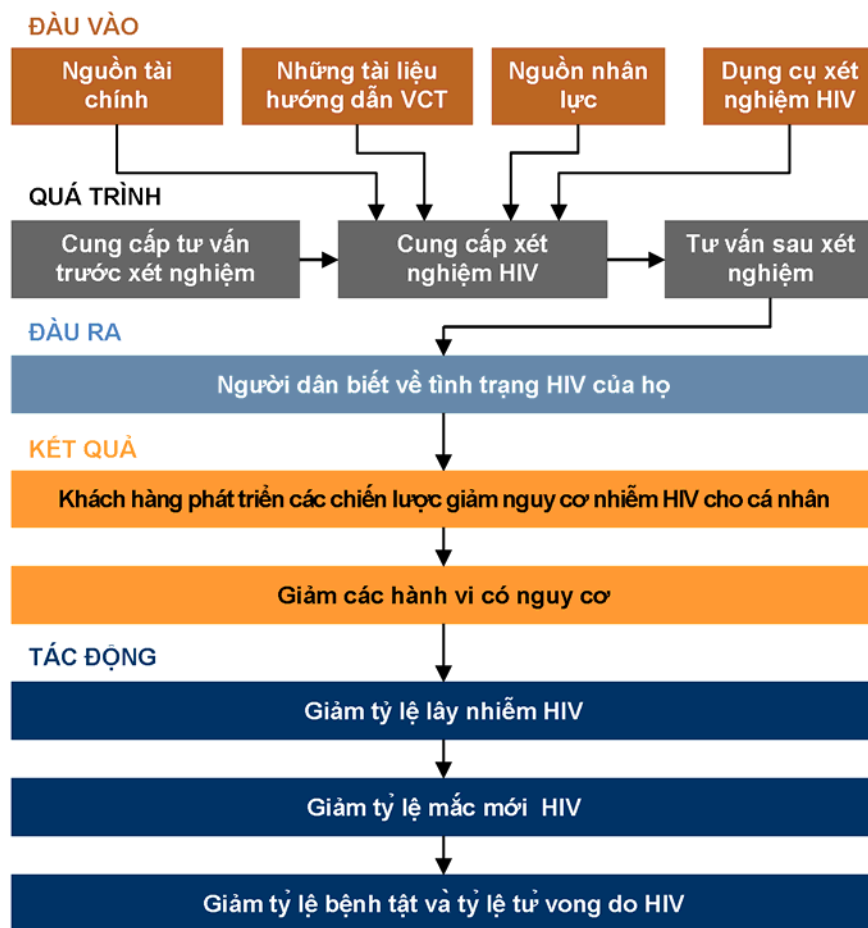 ĐÀU VÀO
Nguồn tài
chính
Những tài liệu
hướng dẫn VCT
Nguồn nhân
lực
Dụng cụ xét
nghiệm HIV
QUÁ TRÌNH
Cung cấp tư vấn
trước xét nghiệm
Cung cấp xét
nghiệm HIV
Tư vấn sau xét
nghiệm
ĐÀU RA
Người dân biết về tình trạng HIV của họ
KẾT QUẢ
Khách hàng phát triển các chiến lược giảm nguy cơ nhiễm HIV cho cá nhân
Giảm các hành vi có nguy cơ
TÁC ĐỘNG
Giảm tỷ lệ lây nhiễm HIV
Giảm tỷ lệ mắc mới HIV
Giảm tỷ lệ bệnh tật và tỷ lệ tử vong do HIV